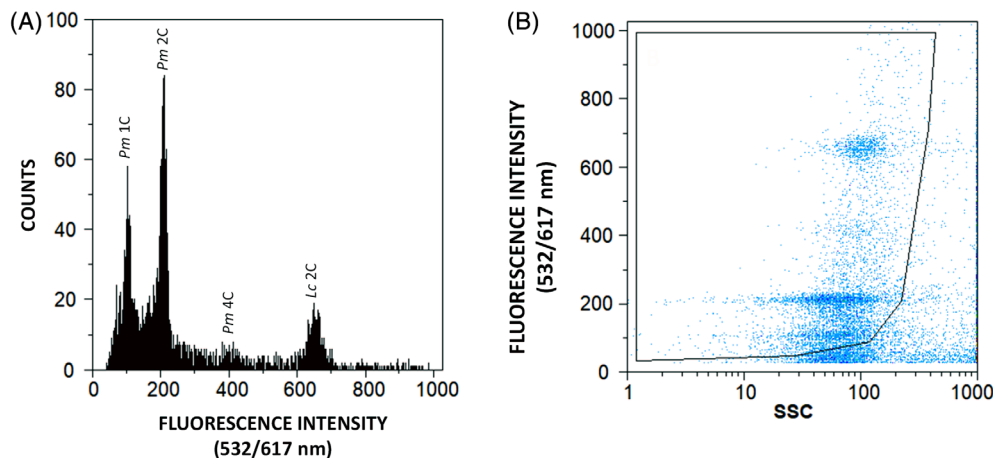 (A)
100
80
60
40
20
0
COUNTS
Pm 1C
Pm 2C
Pm 4C
Lc 2C
0 200 400 600 800 1000
FLUORESCENCE INTENSITY
(532/617 nm)
(B)
1000
800
600
400
200
0
FLUORESCENCE INTENSITY
(532/617 nm)
1 10 100 1000
SSC